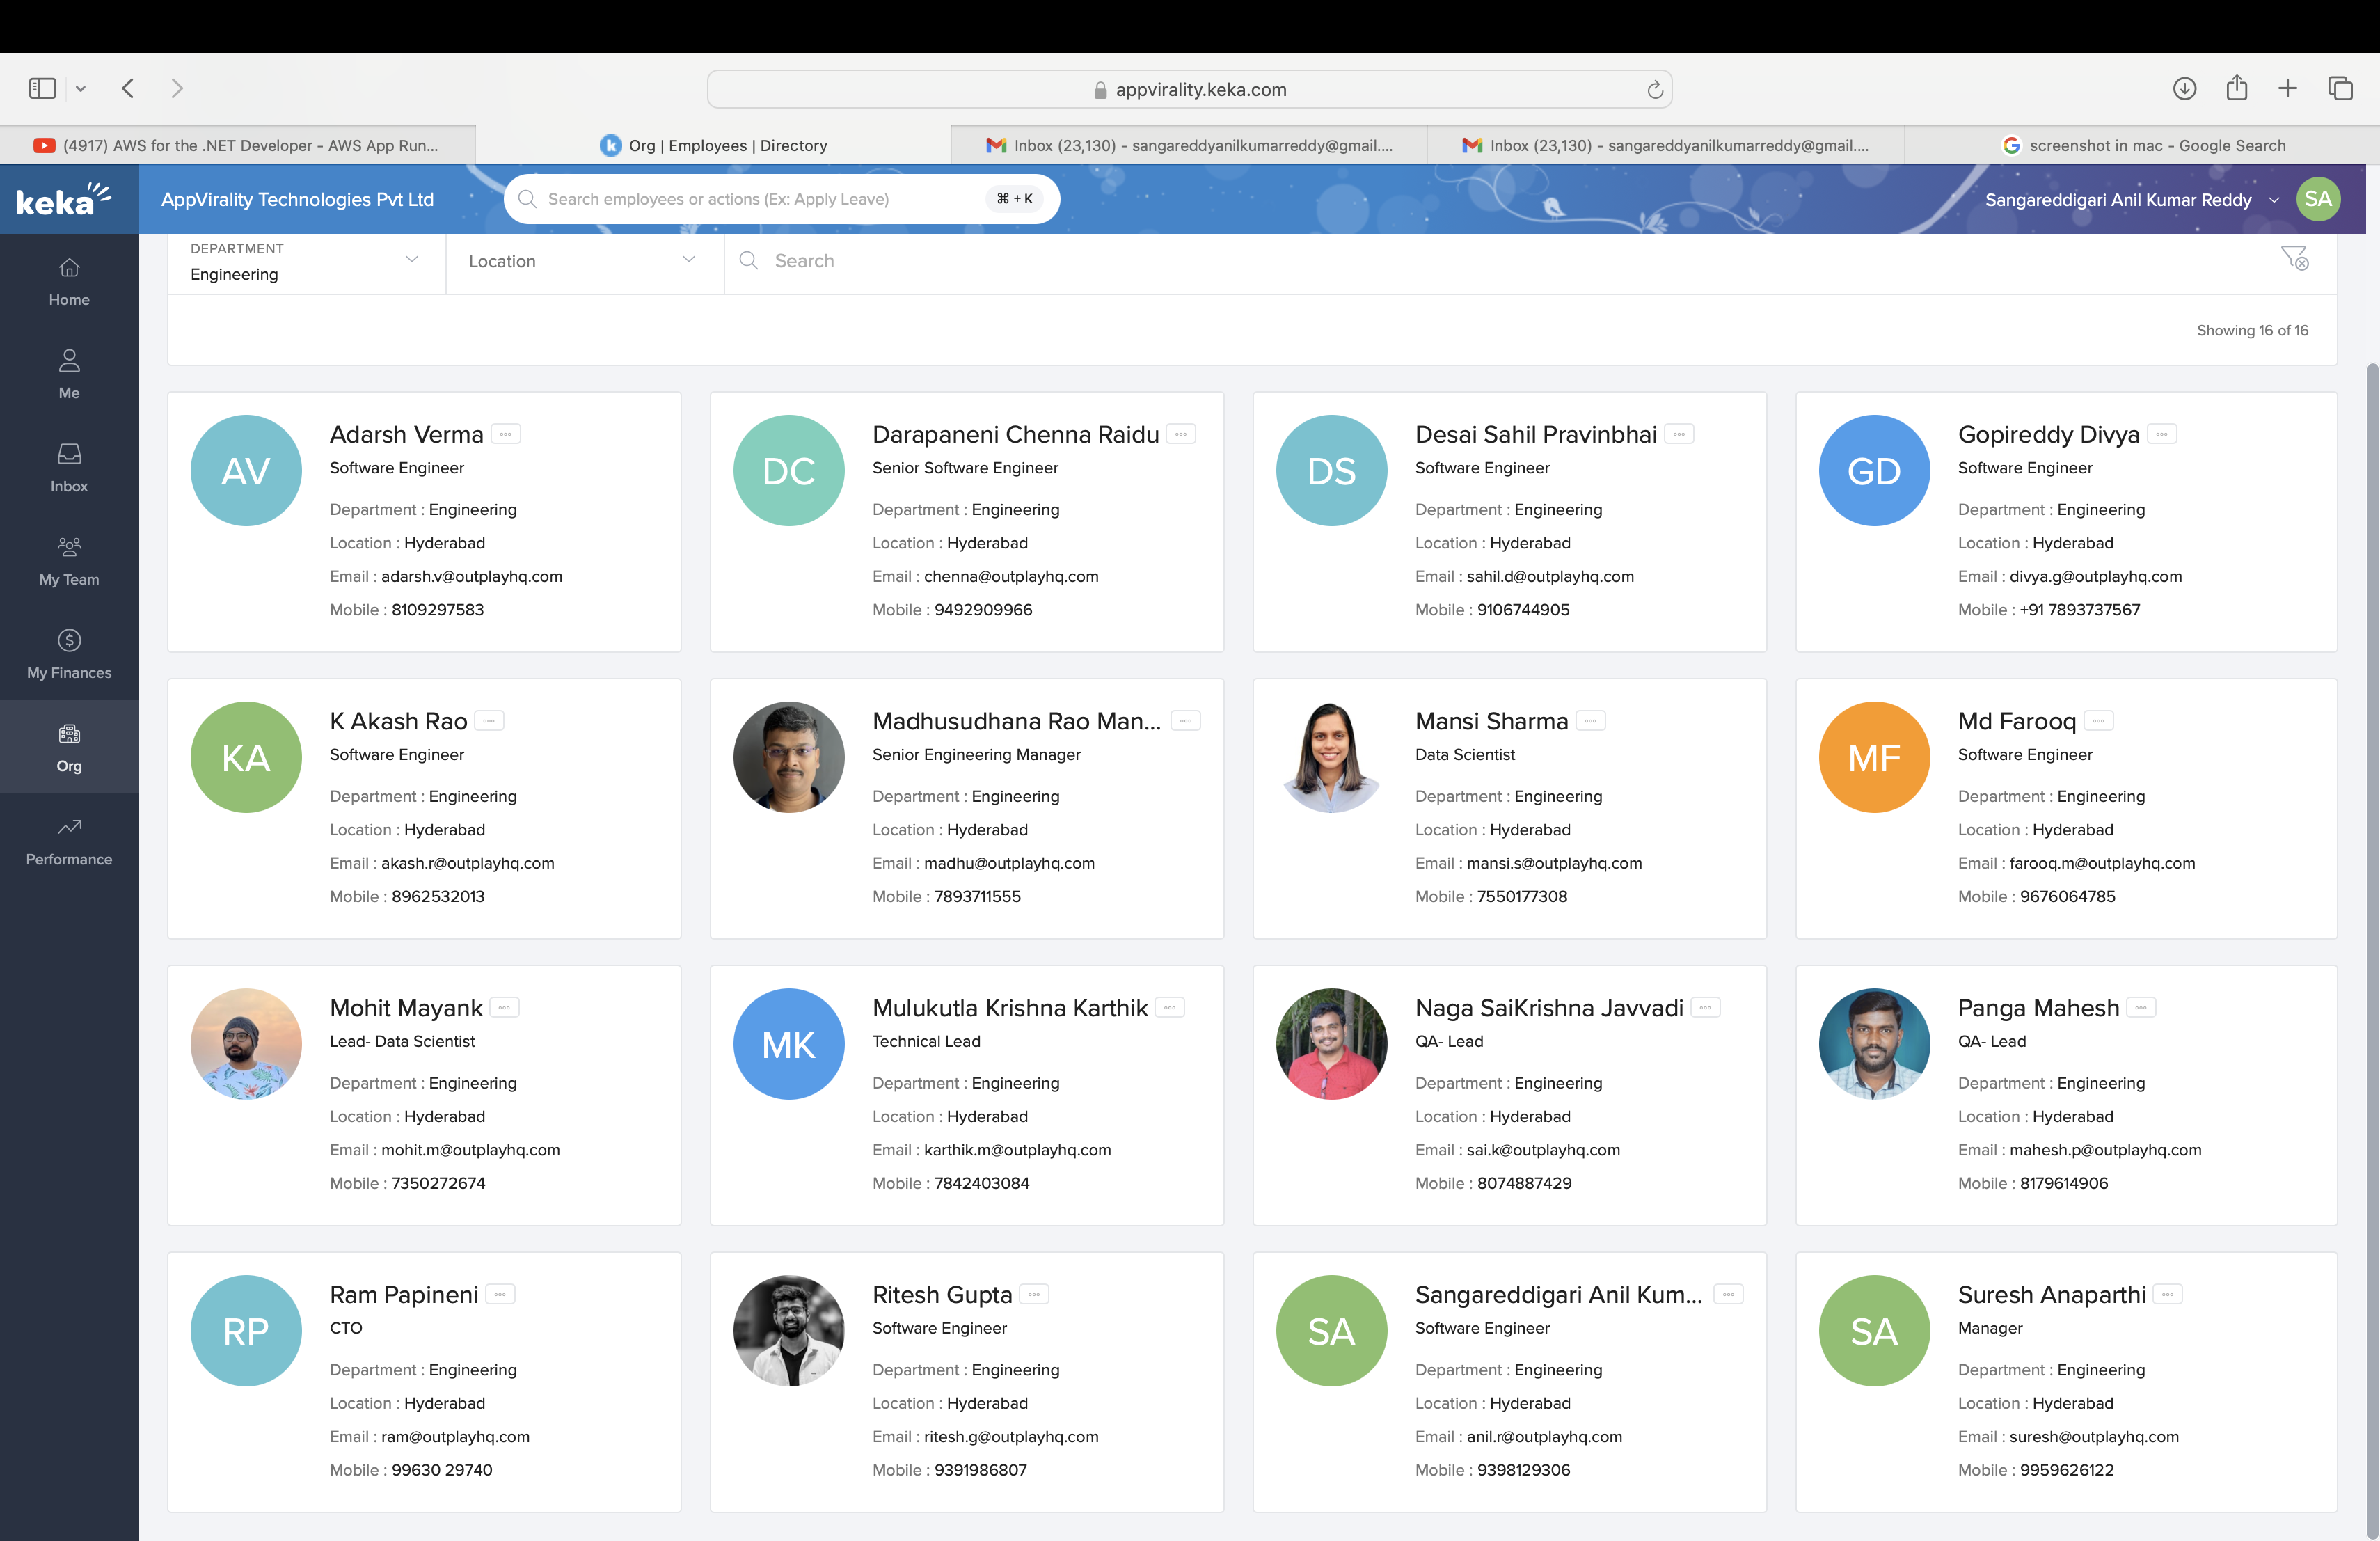 appvirality.keka.com
(4917) AWS for the .NET Developer - AWS App Run...
Org | Employees | Directory
Inbox (23,130) - sangareddyanilkumarreddy@gmail....
Inbox (23,130) - sangareddyanilkumarreddy@gmail....
screenshot in mac - Google Search
keka
AppVirality Technologies Pvt Ltd
Search employees or actions (Ex: Apply Leave)
⌘ + K
Sangareddigari Anil Kumar Reddy
SA
Home
Me
Inbox
My Team
My Finances
Org
Performance
DEPARTMENT
Engineering
Location
Search
Showing 16 of 16
AV
Adarsh Verma
Software Engineer
Department : Engineering
Location : Hyderabad
Email : adarsh.v@outplayhq.com
Mobile : 8109297583
DC
Darapaneni Chenna Raidu
Senior Software Engineer
Department : Engineering
Location : Hyderabad
Email : chenna@outplayhq.com
Mobile : 9492909966
DS
Desai Sahil Pravinbhai
Software Engineer
Department : Engineering
Location : Hyderabad
Email : sahil.d@outplayhq.com
Mobile : 9106744905
GD
Gopireddy Divya
Software Engineer
Department : Engineering
Location : Hyderabad
Email : divya.g@outplayhq.com
Mobile : +91 7893737567
KA
K Akash Rao
Software Engineer
Department : Engineering
Location : Hyderabad
Email : akash.r@outplayhq.com
Mobile : 8962532013
Madhusudhana Rao Man...
Senior Engineering Manager
Department : Engineering
Location : Hyderabad
Email : madhu@outplayhq.com
Mobile : 7893711555
Mansi Sharma
Data Scientist
Department : Engineering
Location : Hyderabad
Email : mansi.s@outplayhq.com
Mobile : 7550177308
MF
Md Farooq
Software Engineer
Department : Engineering
Location : Hyderabad
Email : farooq.m@outplayhq.com
Mobile : 9676064785
Mohit Mayank
Lead- Data Scientist
Department : Engineering
Location : Hyderabad
Email : mohit.m@outplayhq.com
Mobile : 7350272674
MK
Mulukutla Krishna Karthik
Technical Lead
Department : Engineering
Location : Hyderabad
Email : karthik.m@outplayhq.com
Mobile : 7842403084
Naga SaiKrishna Javvadi
QA- Lead
Department : Engineering
Location : Hyderabad
Email : sai.k@outplayhq.com
Mobile : 8074887429
Panga Mahesh
QA- Lead
Department : Engineering
Location : Hyderabad
Email : mahesh.p@outplayhq.com
Mobile : 8179614906
RP
Ram Papineni
CTO
Department : Engineering
Location : Hyderabad
Email : ram@outplayhq.com
Mobile : 99630 29740
Ritesh Gupta
Software Engineer
Department : Engineering
Location : Hyderabad
Email : ritesh.g@outplayhq.com
Mobile : 9391986807
SA
Sangareddigari Anil Kum...
Software Engineer
Department : Engineering
Location : Hyderabad
Email : anil.r@outplayhq.com
Mobile : 9398129306
SA
Suresh Anaparthi
Manager
Department : Engineering
Location : Hyderabad
Email : suresh@outplayhq.com
Mobile : 9959626122